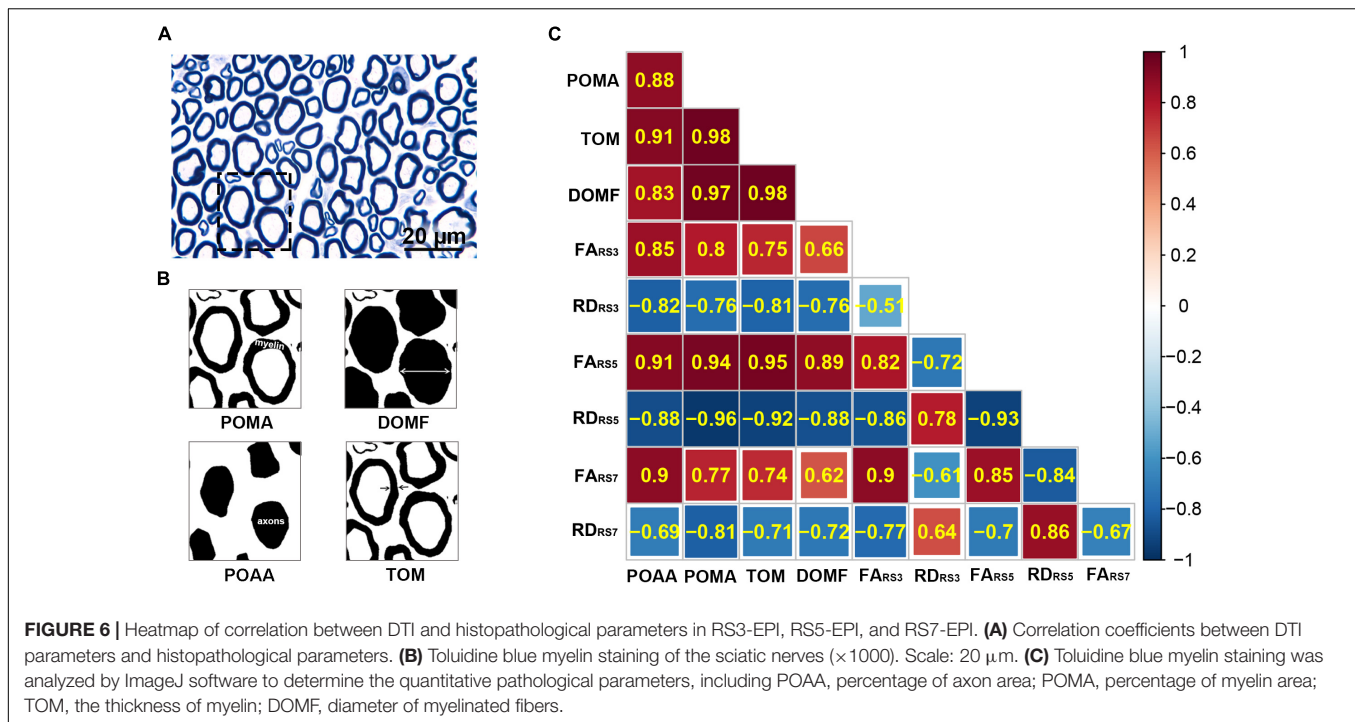 A
20 μm
B
myelin
POMA
DOMF
axons
POAA
TOM
C
POMA 0.88
TOM 0.91 0.98
DOMF 0.83 0.97 0.98
FARS3 0.85 0.8 0.75 0.66
RDRS3 −0.82 −0.76 −0.81 −0.76 −0.51
FARS5 0.91 0.94 0.95 0.89 0.82 −0.72
RDRS5 −0.88 −0.96 −0.92 −0.88 −0.86 0.78 −0.93
FARS7 0.9 0.77 0.74 0.62 0.9 −0.61 0.85 −0.84
RDRS7 −0.69 −0.81 −0.71 −0.72 −0.77 0.64 −0.7 0.86 −0.67
POAA POMA TOM DOMF FARS3 RDRS3 FARS5 RDRS5 FARS7
1
0.8
0.6
0.4
0.2
0
−0.2
−0.4
−0.6
−0.8
−1
FIGURE 6 | Heatmap of correlation between DTI and histopathological parameters in RS3-EPI, RS5-EPI, and RS7-EPI. (A) Correlation coefficients between DTI
parameters and histopathological parameters. (B) Toluidine blue myelin staining of the sciatic nerves (×1000). Scale: 20 μm. (C) Toluidine blue myelin staining was
analyzed by ImageJ software to determine the quantitative pathological parameters, including POAA, percentage of axon area; POMA, percentage of myelin area;
TOM, the thickness of myelin; DOMF, diameter of myelinated fibers.